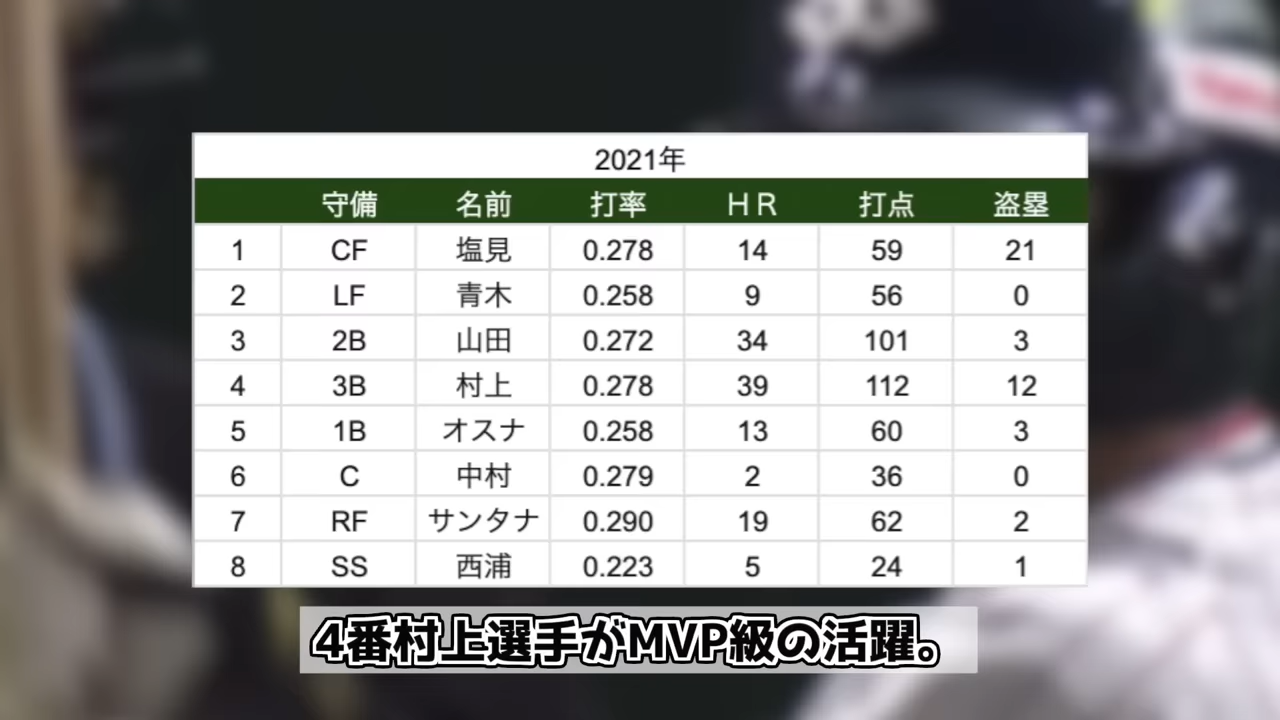 2021年
守備 名前 打率 ＨＲ 打点 盗塁
1 CF 塩見 0.278 14 59 21
2 LF 青木 0.258 9 56 0
3 2B 山田 0.272 34 101 3
4 3B 村上 0.278 39 112 12
5 1B オスナ 0.258 13 60 3
6 C 中村 0.279 2 36 0
7 RF サンタナ 0.290 19 62 2
8 SS 西浦 0.223 5 24 1
4番村上選手がMVP級の活躍。